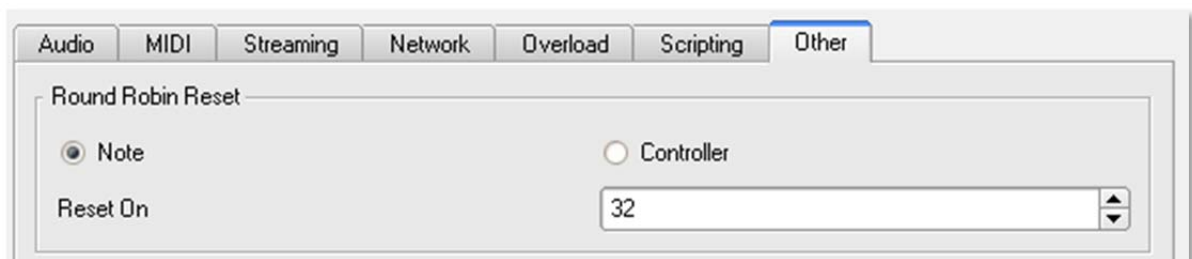 Audio MIDI Streaming Network Overload Scripting Other
Round Robin Reset
Note Controller
Reset On 32